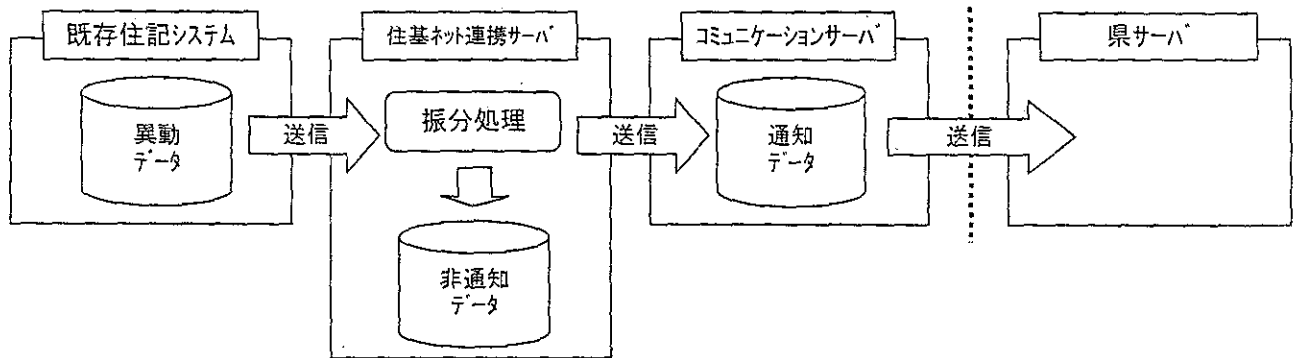 既存住記システム
異動
データ
送信
住基ネット連携サーバ
振分処理
非通知
データ
送信
コミュニケーションサーバ
通知
データ
送信
県サーバ